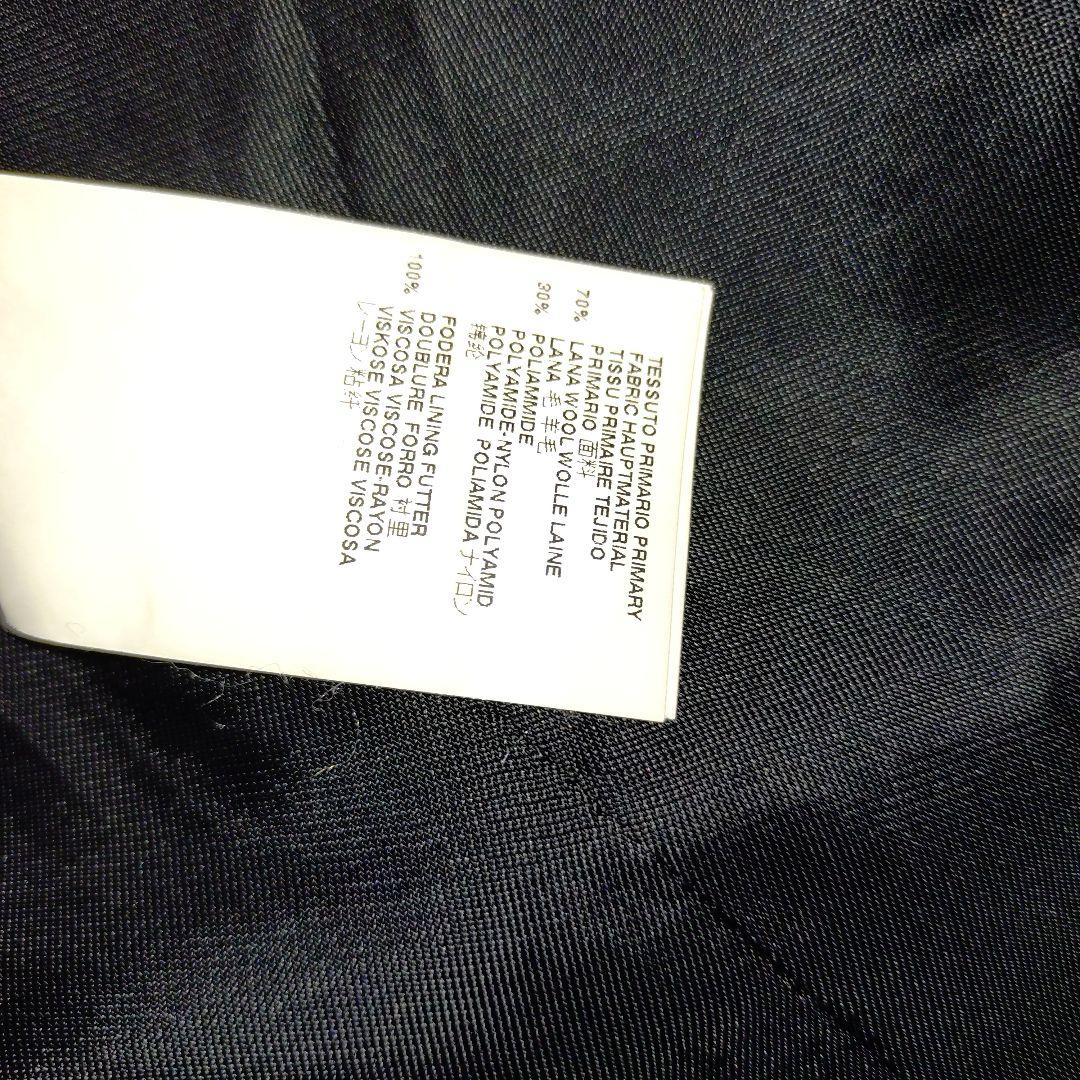 TESSUTO PRIMARIO PRIMARY
FABRIC HAUPTMATERIAL
TISSU PRIMAIRE TEJIDO
PRIMARIO 面料
70% LANA WOOL WOLLE LAINE
LANA 毛 羊毛
30% POLIAMMIDE
POLYAMIDE-NYLON POLYAMID
POLYAMIDE POLIAMIDA ナイロン
锦纶
FODERA LINING FUTTER
DOUBLURE FORRO 衬里
100% VISCOSA VISCOSE-RAYON
VISKOSE VISCOSE VISCOSA
レーヨン 粘纤